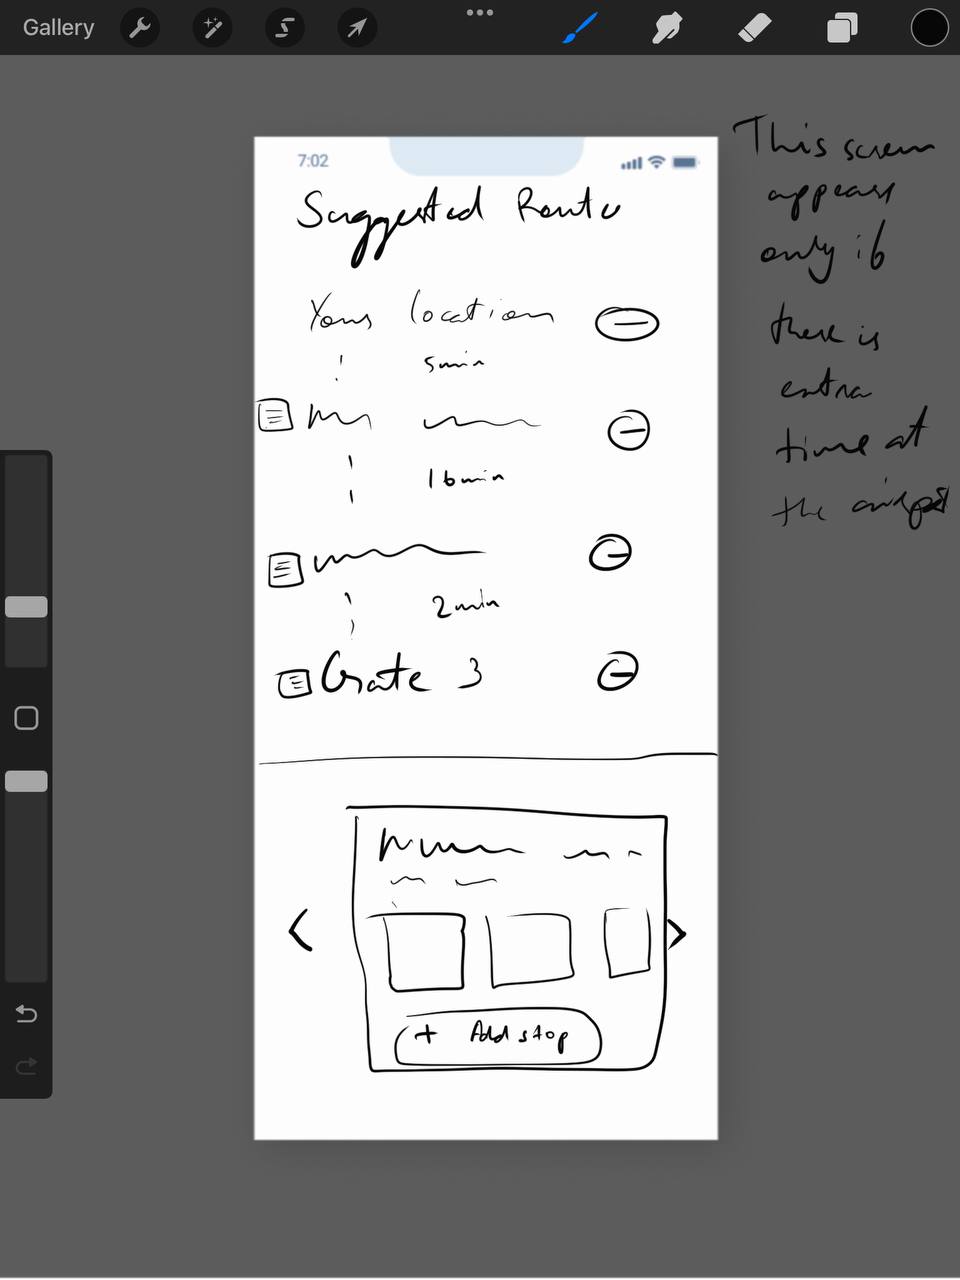 Gallery
7:02
Suggested Route
Your location
5min
16min
2min
Gate 3
+ Add stop
This screen
appears
only if
there is
extra
time at
the airport